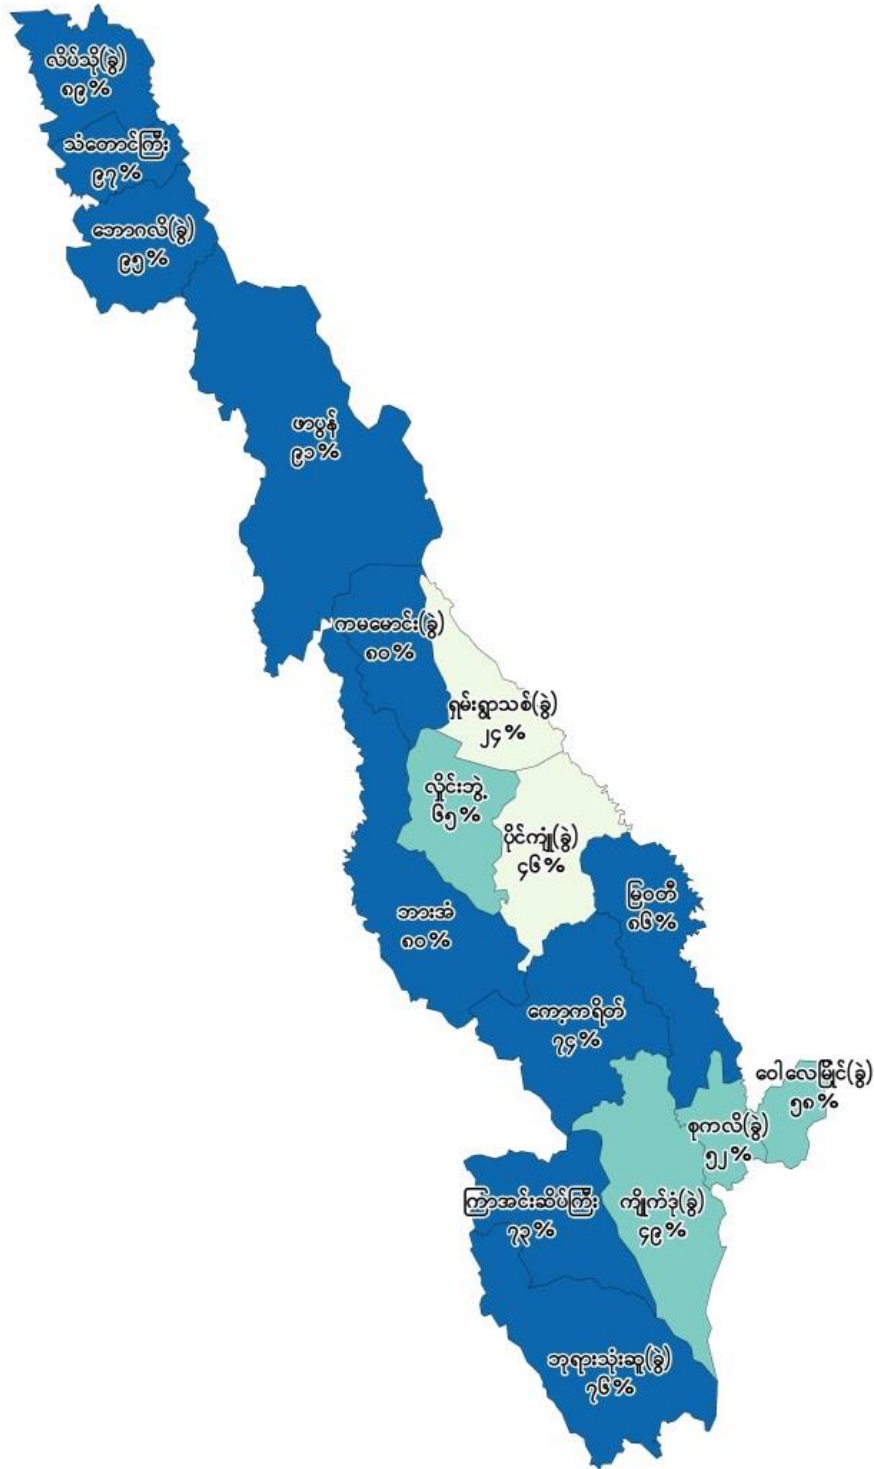 လိပ်သို(ခွဲ)
၈၉%
သံတောင်ကြီး
၉၇%
ဘောဂလိ(ခွဲ)
၉၅%
ဖာပွန်
၉၁%
ကမမောင်း(ခွဲ)
၈၀%
ရှမ်းရွာသစ်(ခွဲ)
၂၄%
လှိုင်းဘွဲ့
၆၅%
ပိုင်ကျုံ(ခွဲ)
၄၆%
မြဝတီ
၈၆%
ဘားအံ
၈၀%
ကော့ကရိတ်
၇၄%
ဝေါလေမြိုင်(ခွဲ)
၅၈%
စုကလိ(ခွဲ)
၅၂%
ကြာအင်းဆိပ်ကြီး
၇၃%
ကျိုက်ဒုံ(ခွဲ)
၄၉%
ဘုရားသုံးဆူ(ခွဲ)
၇၆%